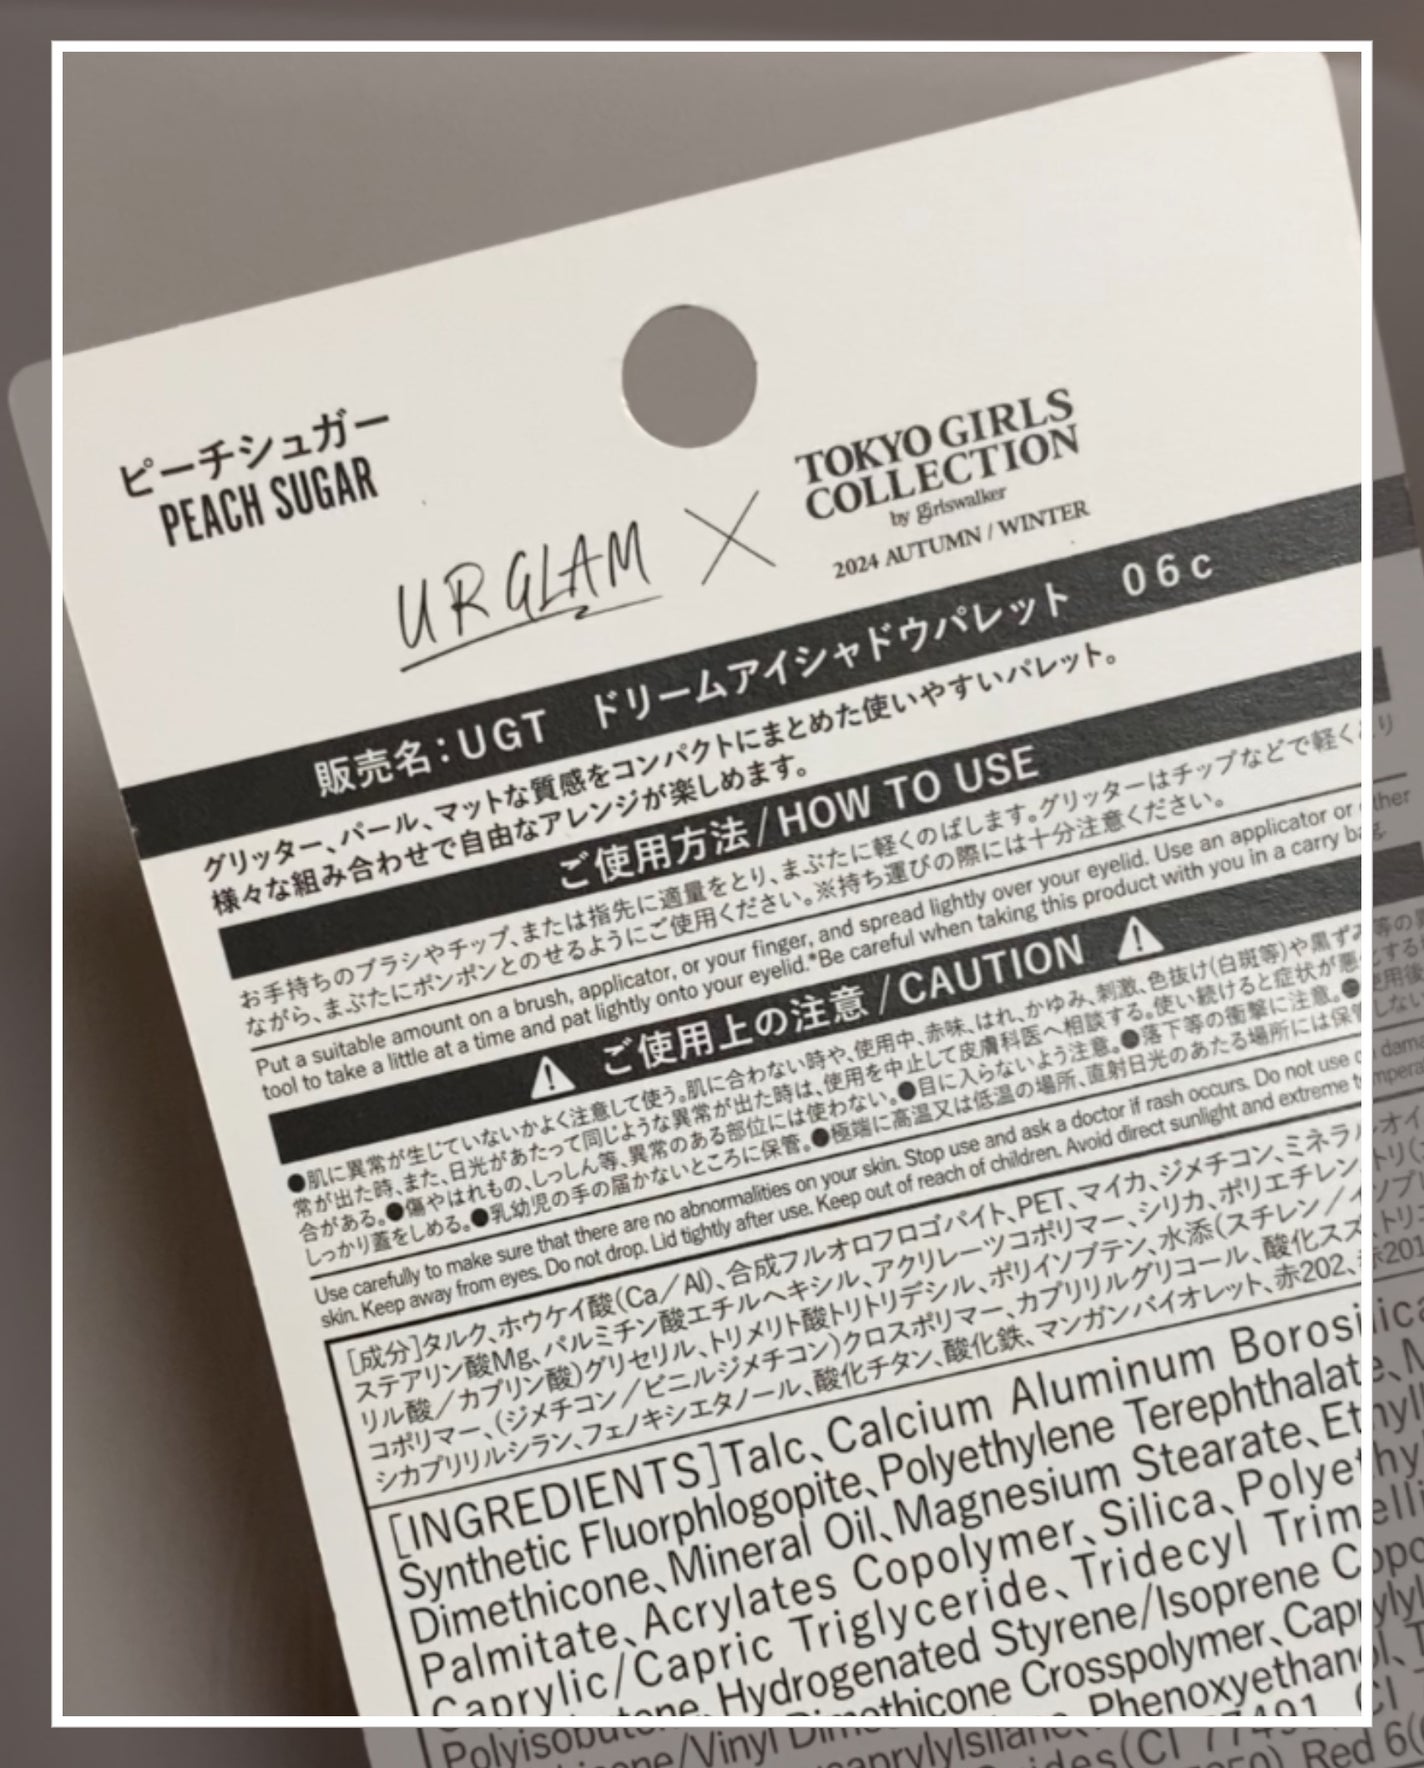 ピーチシュガー
PEACH SUGAR
URGLAM
TOKYO GIRLS
COLLECTION
by girlswalker
2024 AUTUMN / WINTER
販売名:UGT ドリームアイシャドウパレット 06c
グリッター、パール、マットな質感をコンパクトにまとめた使いやすいパレット。
様々な組み合わせで自由なアレンジが楽しめます。
ご使用方法/HOW TO USE
お手持ちのブラシやチップ、または指先に適量をとり、まぶたに軽くのばします。グリッターはチップなどで軽くとり
ながら、まぶたにポンポンとのせるようにご使用ください。※持ち運びの際には十分注意ください。
Put a suitable amount on a brush, applicator, or your finger, and spread lightly over your eyelid. Use an applicator or other
tool to take a little at a time and pat lightly onto your eyelid.*Be careful when taking this product with you in a carry bag.
ご使用上の注意/CAUTION
●肌に異常が生じていないかよく注意して使う。肌に合わない時や、使用中、赤味、はれ、かゆみ、刺激、色抜け(白斑等)や黒ずみ等の
常が出た時、また、日光があたって同じような異常が出た時は、使用を中止して皮膚科医へ相談する。使い続けると症状が悪化する
合がある。●傷やはれもの、しっしん等、異常のある部位には使わない。●目に入らないよう注意。●落下等の衝撃に注意。●使用後
しっかり蓋をしめる。●乳幼児の手の届かないところに保管。●極端に高温又は低温の場所、直射日光のあたる場所には保管しない
Use carefully to make sure that there are no abnormalities on your skin. Stop use and ask a doctor if rash occurs. Do not use on
skin. Keep away from eyes. Do not drop. Lid tightly after use. Keep out of reach of children. Avoid direct sunlight and extreme
[成分]タルク、ホウケイ酸(Ca/Al)、合成フルオロフロゴパイト、PET、マイカ、ジメチコン、ミネラルオイ
ステアリン酸Mg、パルミチン酸エチルヘキシル、アクリレーツコポリマー、シリカ、ポリエチレン、トリ(
リル酸/カプリン酸)グリセリル、トリメリト酸トリトリデシル、ポリイソブテン、水添(スチレン/イソプレ
コポリマー、(ジメチコン/ビニルジメチコン)クロスポリマー、カプリリルグリコール、酸化スズ、トリエ
シカプリリルシラン、フェノキシエタノール、酸化チタン、酸化鉄、マンガンバイオレット、赤202、赤201
[INGREDIENTS]Talc、Calcium Aluminum
Synthetic Fluorphlogopite、Polyethylene Terephthalate、
Dimethicone、Mineral Oil、Magnesium Stearate、
Palmitate、Acrylates Copolymer、Silica、
Caprylic/Capric Triglyceride、Tridecyl
Polyisobutene、Hydrogenated Styrene/Isoprene
/Vinyl Dimethicone Crosspolymer、
Phenoxyethanol、
(CI 77491、CI
Red 6(